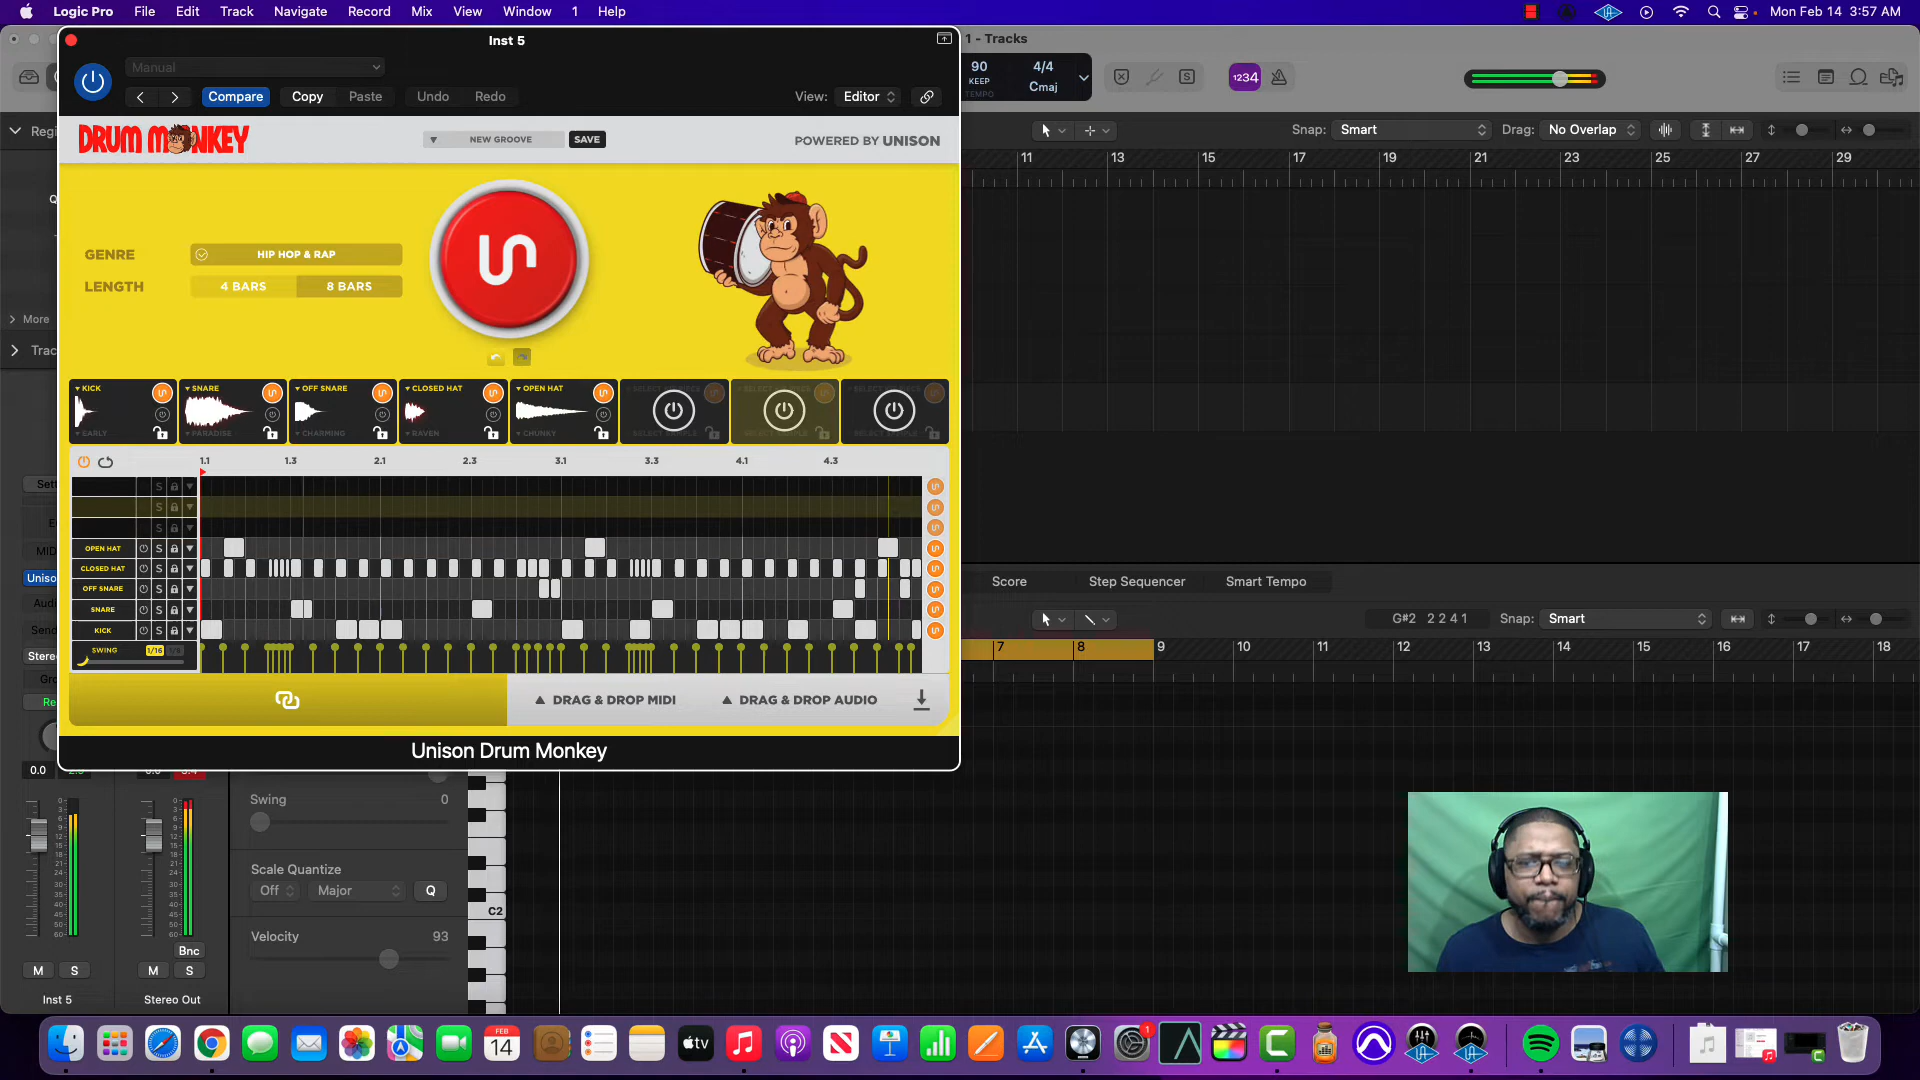 Logic Pro File Edit Track Navigate Record Mix View Window 1 Help
Mon Feb 14 3:57 AM
Inst 5
1 - Tracks
Manual
Compare Copy Paste Undo Redo
View: Editor
90
KEEP
TEMPO
4/4
Cmaj
1234
DRUM MONKEY
NEW GROOVE
SAVE
POWERED BY UNISON
Regi
Snap: Smart
Drag: No Overlap
11 13 15 17 19 21 23 25 27 29
GENRE
HIP HOP & RAP
LENGTH
4 BARS
8 BARS
More
Trac
KICK SNARE OFF SNARE CLOSED HAT OPEN HAT
EARLY PARADISE CHARMING RAVEN CHUNKY
1.1 1.3 2.1 2.3 3.1 3.3 4.1 4.3
OPEN HAT S
CLOSED HAT S
OFF SNARE S
SNARE S
KICK S
SWING 1/16 1/8
Sett
MID
Unisc
Audi
Send
Stereo
Gro
Re
Score Step Sequencer Smart Tempo
G#2 2 2 4 1
Snap: Smart
7 8 9 10 11 12 13 14 15 16 17 18
DRAG & DROP MIDI
DRAG & DROP AUDIO
Unison Drum Monkey
0.0
Swing 0
Scale Quantize
Off Major Q
Velocity 93
C2
Bnc
M S M S
Inst 5
Stereo Out
FEB
14
tv
1